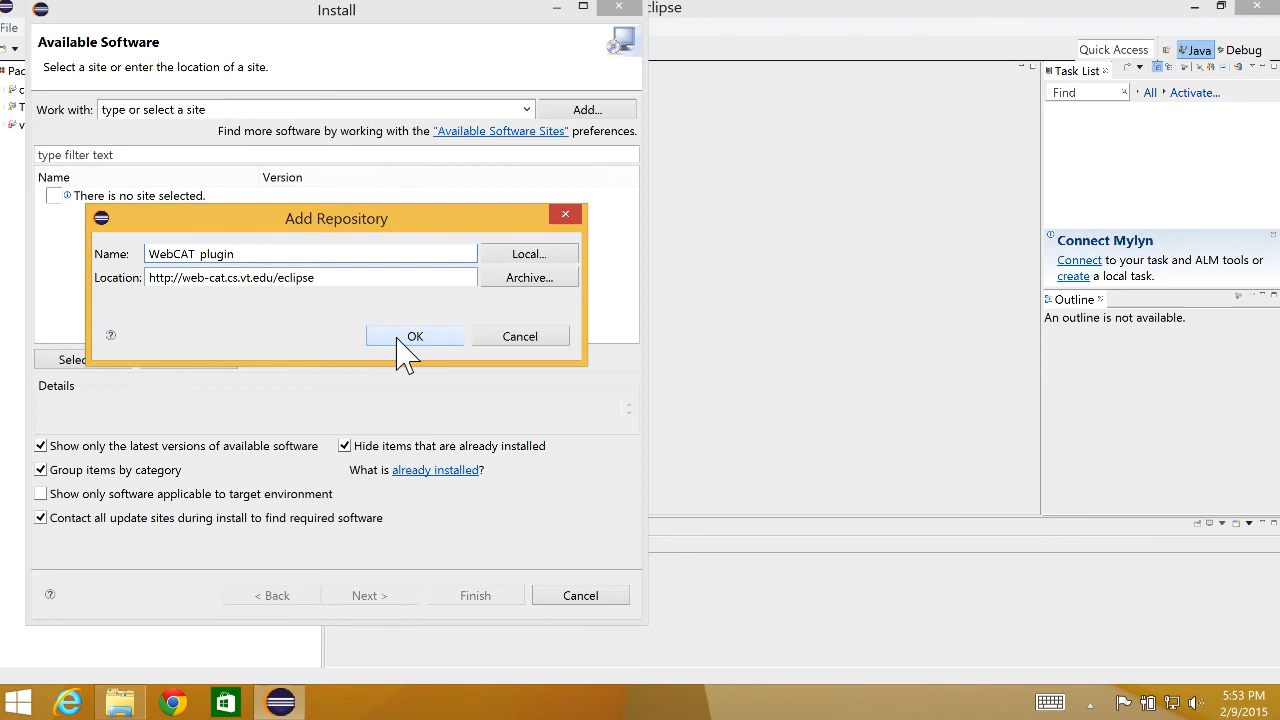 Install
clipse
File
Available Software
Select a site or enter the location of a site.
Quick Access
Java
Debug
Pac
Task List
Find
All
Activate...
Work with:
type or select a site
Add...
Find more software by working with the "Available Software Sites" preferences.
type filter text
Name
Version
There is no site selected.
Add Repository
Name:
WebCAT plugin
Local...
Location:
http://web-cat.cs.vt.edu/eclipse
Archive...
OK
Cancel
Connect Mylyn
Connect to your task and ALM tools or
create a local task.
Outline
An outline is not available.
Selec
Details
Show only the latest versions of available software
Hide items that are already installed
Group items by category
What is already installed?
Show only software applicable to target environment
Contact all update sites during install to find required software
< Back
Next >
Finish
Cancel
5:53 PM
2/9/2015